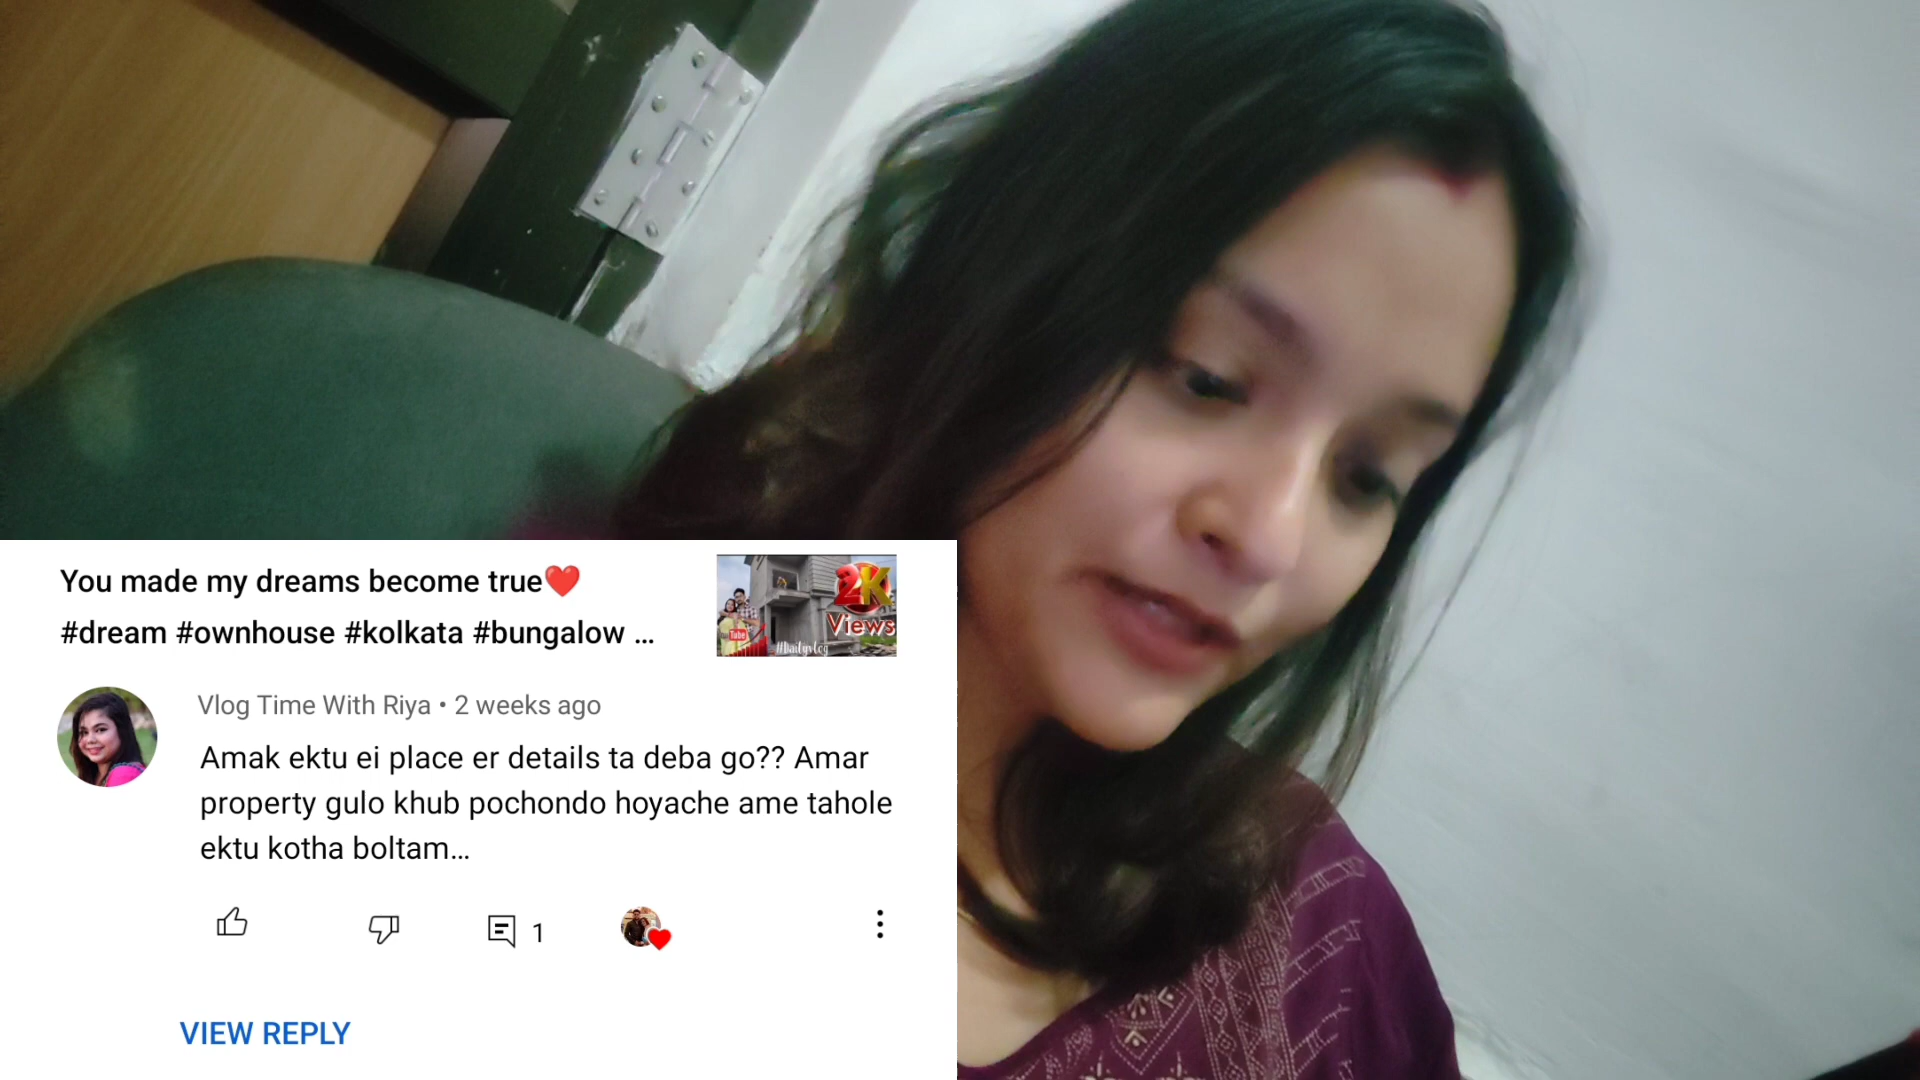 You made my dreams become true❤️
#dream #ownhouse #kolkata #bungalow ...
2K
Views
Tube
#Dailyvlog
Vlog Time With Riya • 2 weeks ago
Amak ektu ei place er details ta deba go?? Amar
property gulo khub pochondo hoyache ame tahole
ektu kotha boltam...
1
VIEW REPLY